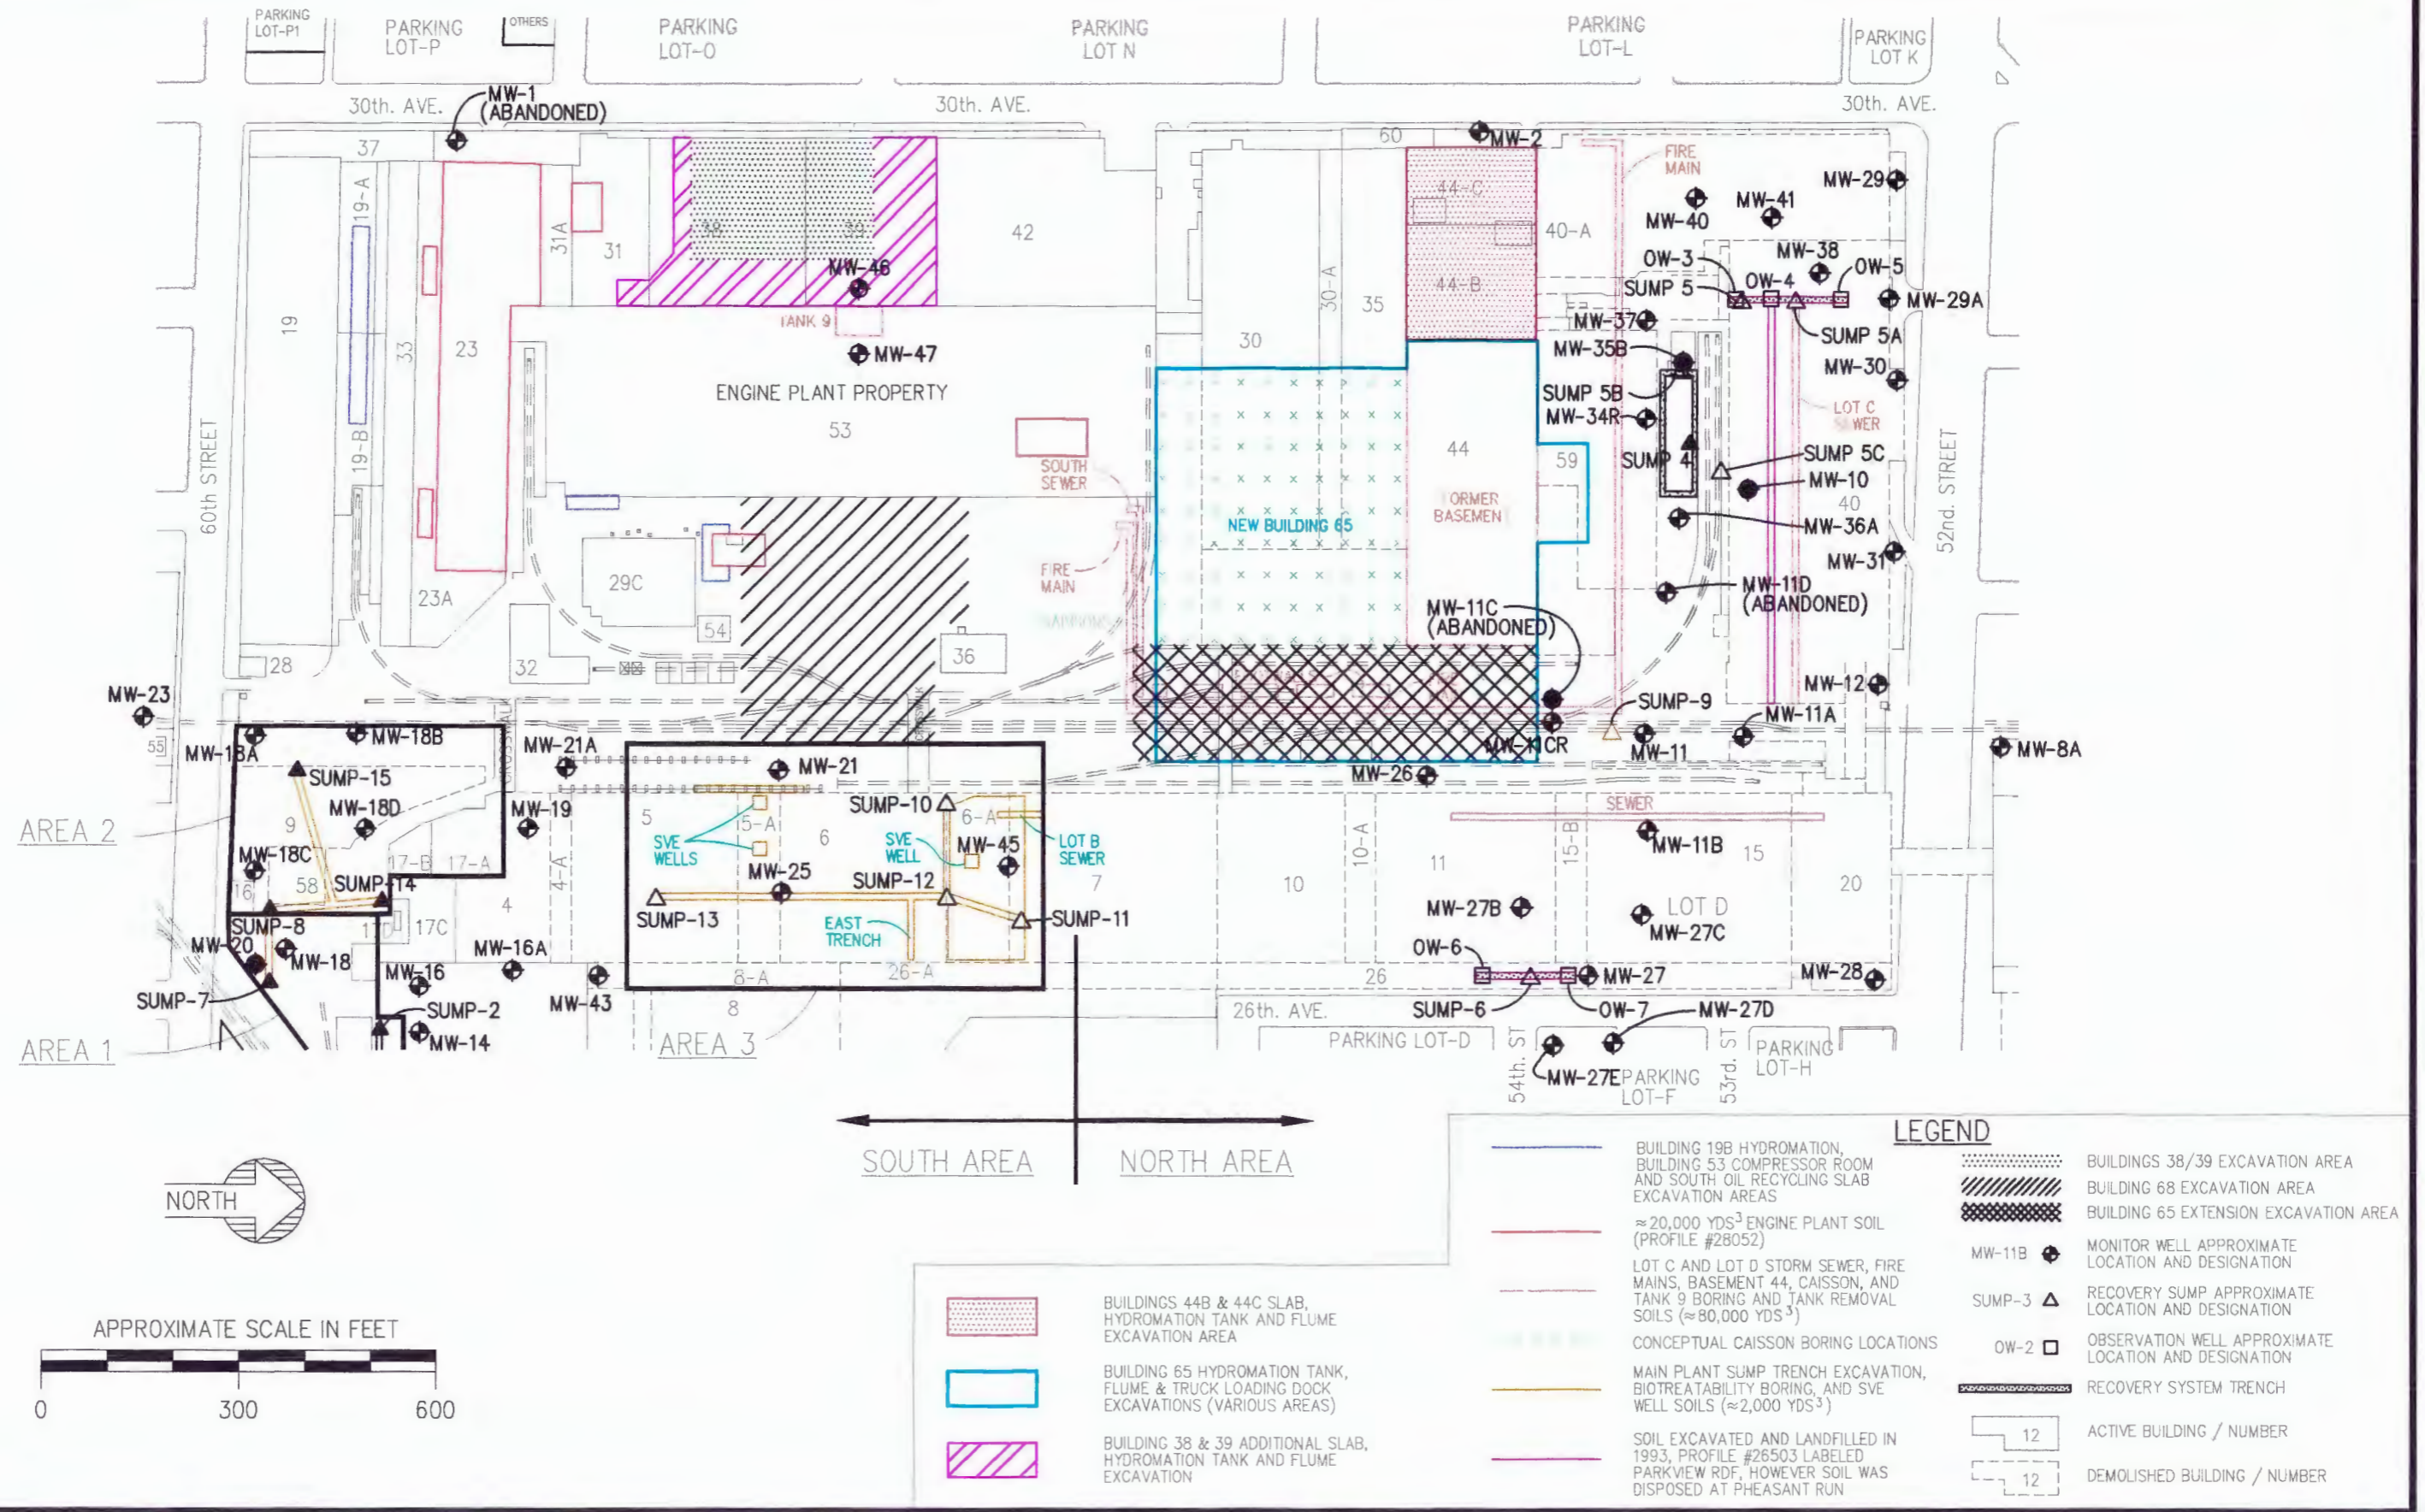 PARKING
LOT-P1
PARKING
LOT-P
OTHERS
PARKING
LOT-O
PARKING
LOT N
PARKING
LOT-L
PARKING
LOT K
30th. AVE.
MW-1
(ABANDONED)
30th. AVE.
30th. AVE.
37
60
MW-2
FIRE
MAIN
MW-29
19-A
31A
31
38
39
42
44-C
40-A
MW-40
MW-41
MW-38
OW-3
OW-4
OW-5
SUMP 5
MW-29A
MW-46
44-B
30-A
35
TANK 9
MW-37
SUMP 5A
19
33
23
30
MW-47
MW-35B
MW-30
ENGINE PLANT PROPERTY
53
SUMP 5B
MW-34R
LOT C
44
59
SUMP 4
SUMP 5C
19-B
SOUTH
SEWER
MW-10
40
60th STREET
52nd. STREET
NEW BUILDING 65
MW-36A
MW-31
FIRE
MAIN
29C
23A
MW-11D
(ABANDONED)
MW-11C
(ABANDONED)
54
36
28
32
MW-12
MW-23
55
SUMP-9
MW-11A
MW-18A
MW-18B
CROSSWALK
MW-21A
MW-21
MW-11CR
MW-11
MW-8A
MW-26
SUMP-15
MW-18D
MW-19
SUMP-10
SEWER
AREA 2
9
5
5-A
6
6-A
SVE
WELLS
SVE
WELL
MW-45
LOT B
SEWER
10-A
11
15-B
MW-11B
15
MW-18C
17-B
17-A
4-A
16
58
SUMP-14
MW-25
SUMP-12
7
10
20
4
17C
17D
SUMP-13
EAST
TRENCH
SUMP-11
MW-27B
LOT D
MW-27C
SUMP-8
MW-20
MW-18
MW-16A
MW-16
OW-6
8-A
26-A
26
MW-27
MW-28
SUMP-7
MW-43
SUMP-2
8
26th. AVE.
SUMP-6
OW-7
MW-27D
AREA 1
MW-14
AREA 3
PARKING LOT-D
54th. ST
53rd. ST
PARKING
LOT-H
MW-27E
PARKING
LOT-F
SOUTH AREA
NORTH AREA
NORTH
APPROXIMATE SCALE IN FEET
0
300
600
LEGEND
BUILDINGS 44B & 44C SLAB,
HYDROMATION TANK AND FLUME
EXCAVATION AREA
BUILDING 65 HYDROMATION TANK,
FLUME & TRUCK LOADING DOCK
EXCAVATIONS (VARIOUS AREAS)
BUILDING 38 & 39 ADDITIONAL SLAB,
HYDROMATION TANK AND FLUME
EXCAVATION
BUILDING 19B HYDROMATION,
BUILDING 53 COMPRESSOR ROOM
AND SOUTH OIL RECYCLING SLAB
EXCAVATION AREAS
≈20,000 YDS³ ENGINE PLANT SOIL
(PROFILE #28052)
LOT C AND LOT D STORM SEWER, FIRE
MAINS, BASEMENT 44, CAISSON, AND
TANK 9 BORING AND TANK REMOVAL
SOILS (≈80,000 YDS³)
CONCEPTUAL CAISSON BORING LOCATIONS
MAIN PLANT SUMP TRENCH EXCAVATION,
BIOTREATABILITY BORING, AND SVE
WELL SOILS (≈2,000 YDS³)
SOIL EXCAVATED AND LANDFILLED IN
1993, PROFILE #26503 LABELED
PARKVIEW RDF, HOWEVER SOIL WAS
DISPOSED AT PHEASANT RUN
BUILDINGS 38/39 EXCAVATION AREA
BUILDING 68 EXCAVATION AREA
BUILDING 65 EXTENSION EXCAVATION AREA
MW-11B
MONITOR WELL APPROXIMATE
LOCATION AND DESIGNATION
SUMP-3
RECOVERY SUMP APPROXIMATE
LOCATION AND DESIGNATION
OW-2
OBSERVATION WELL APPROXIMATE
LOCATION AND DESIGNATION
RECOVERY SYSTEM TRENCH
12
ACTIVE BUILDING / NUMBER
12
DEMOLISHED BUILDING / NUMBER